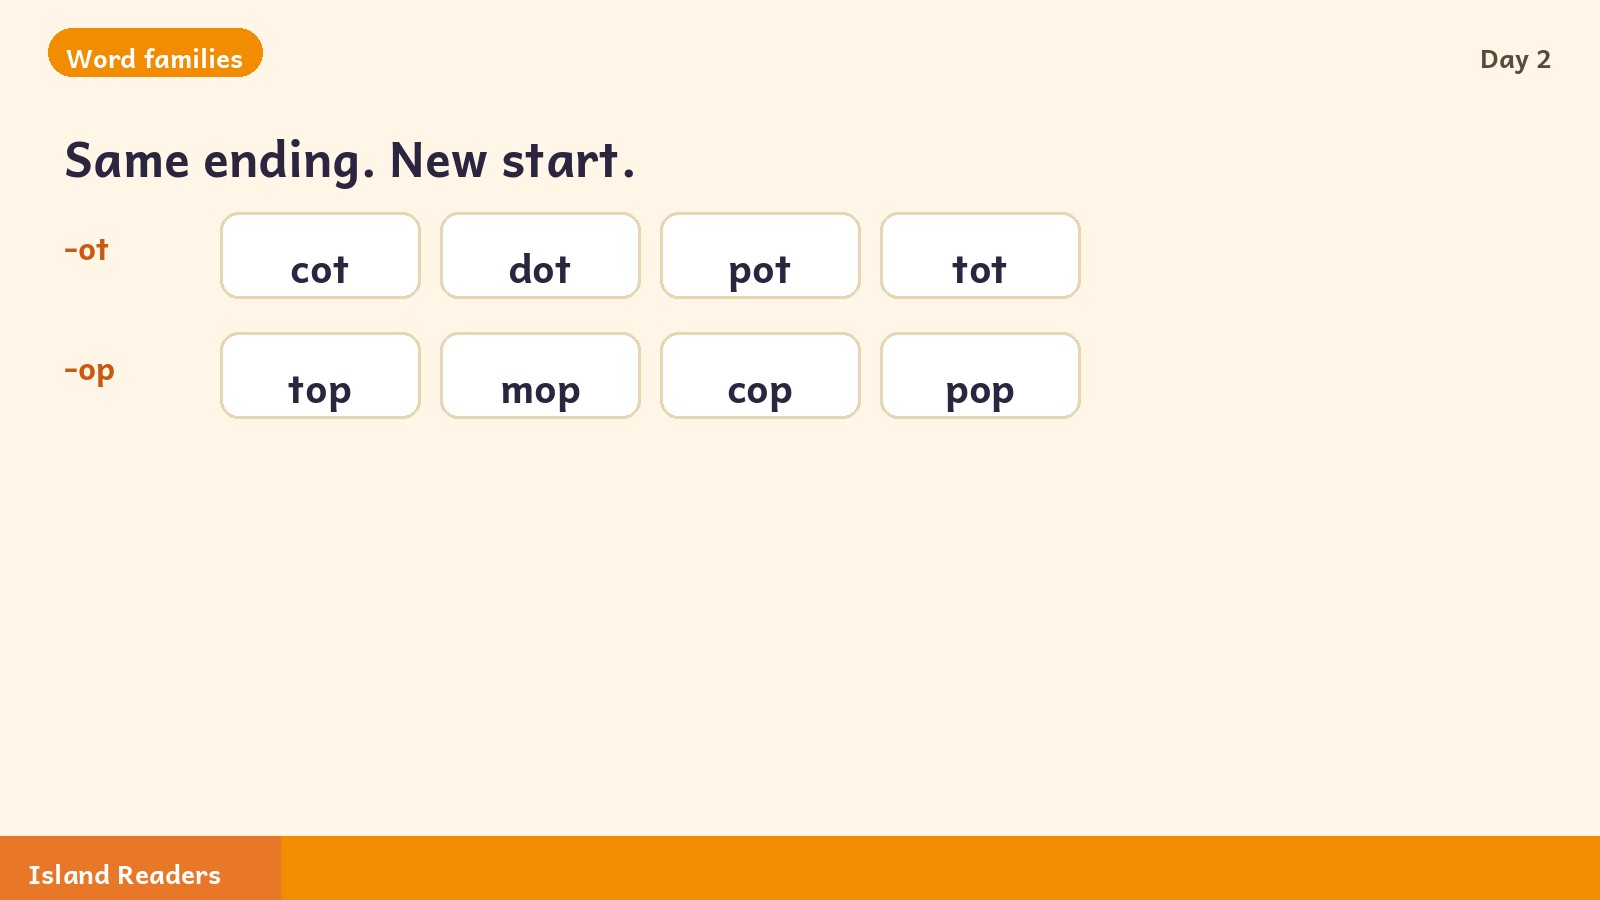 Word families
Day 2
Same ending. New start.
-ot
cot
dot
pot
tot
-op
top
mop
cop
pop
Island Readers